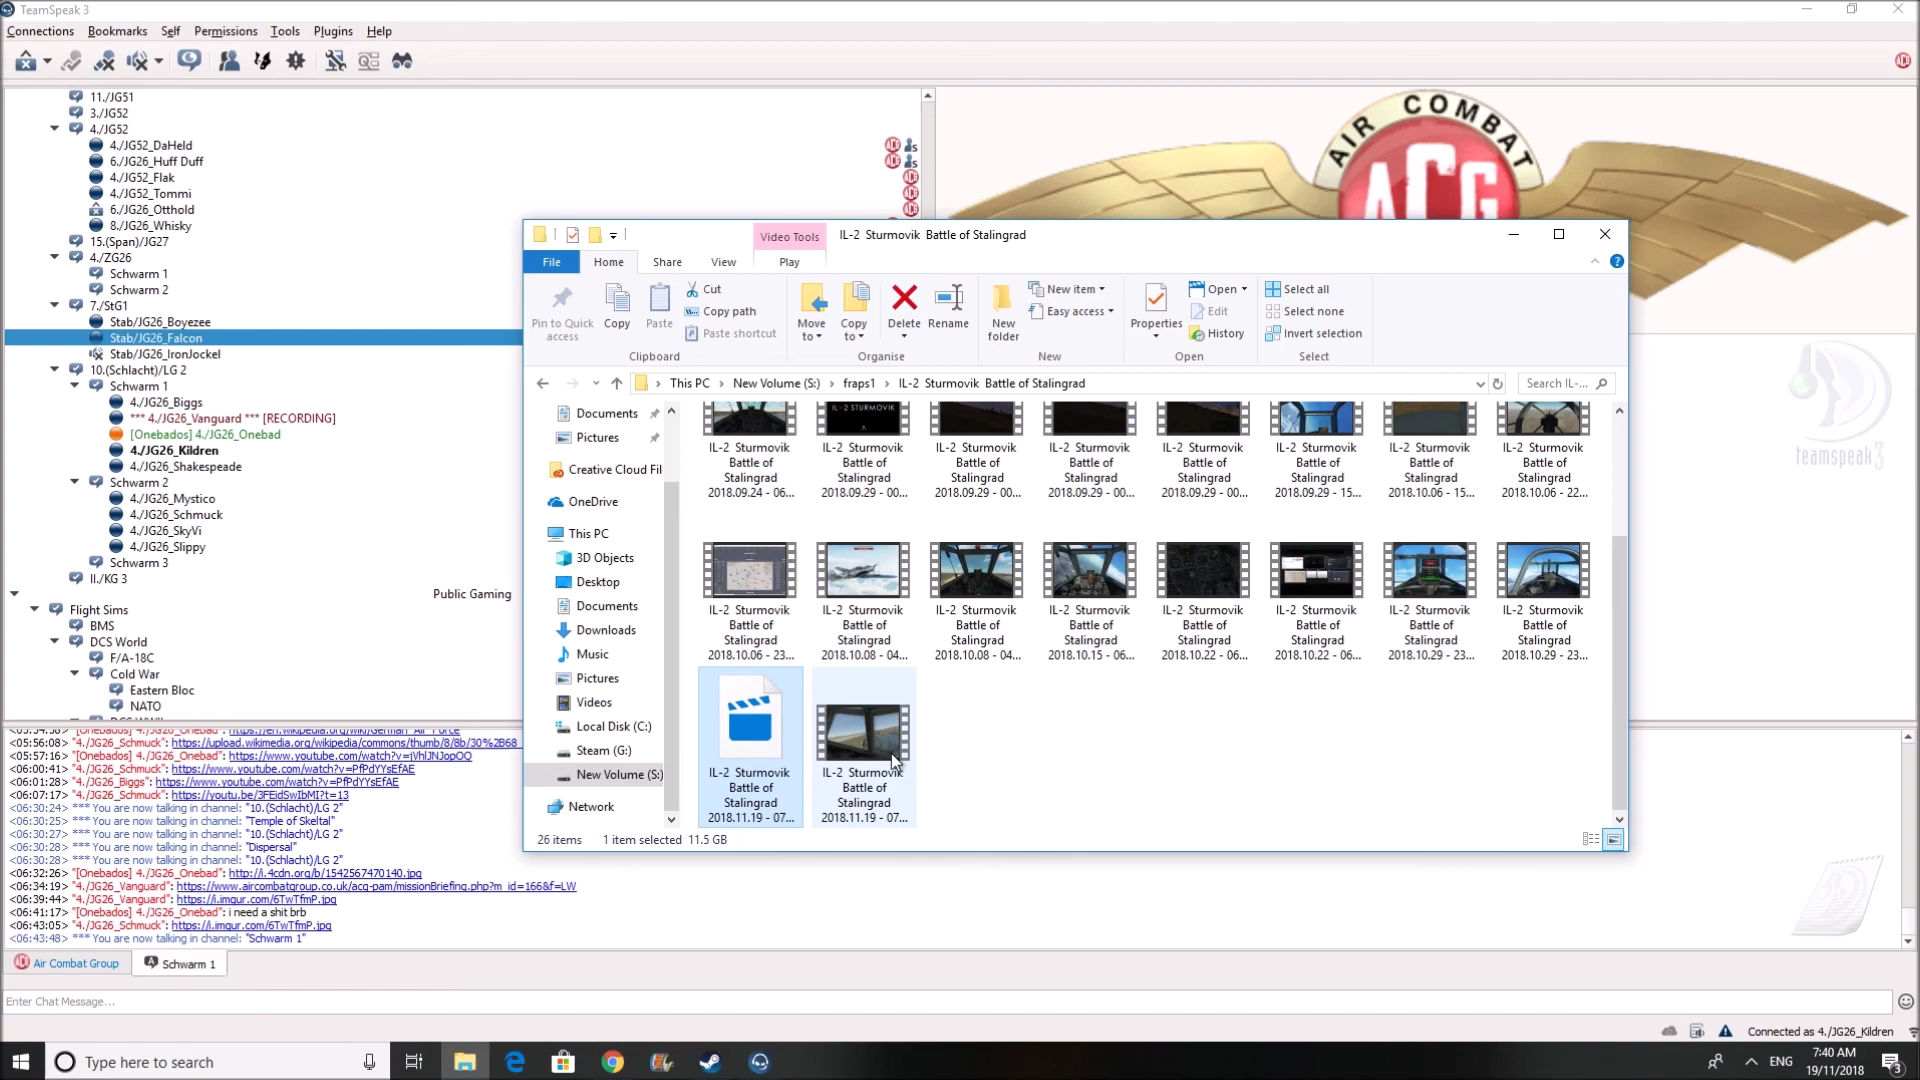 TeamSpeak 3
Connections Bookmarks Self Permissions Tools Plugins Help
11./JG51
3./JG52
4./JG52
4./JG52_DaHeld
6./JG26_Huff Duff
4./JG52_Flak
4./JG52_Tommi
6./JG26_Otthold
8./JG26_Whisky
15.(Span)/JG27
4./ZG26
Schwarm 1
Schwarm 2
7./StG1
Stab/JG26_Boyezee
Stab/JG26_Falcon
Stab/JG26_IronJockel
10.(Schlacht)/LG 2
Schwarm 1
4./JG26_Biggs
*** 4./JG26_Vanguard *** [RECORDING]
[Onebados] 4./JG26_Onebad
4./JG26_Kildren
4./JG26_Shakespeade
Schwarm 2
4./JG26_Mystico
4./JG26_Schmuck
4./JG26_SkyVi
4./JG26_Slippy
Schwarm 3
II./KG 3
Public Gaming
Flight Sims
BMS
DCS World
F/A-18C
Cold War
Eastern Bloc
NATO
AIR COMBAT
ACG
teamspeak3
Video Tools IL-2 Sturmovik Battle of Stalingrad
File Home Share View Play
Pin to Quick access
Copy
Paste
Cut
Copy path
Paste shortcut
Clipboard
Move to
Copy to
Delete
Rename
Organise
New folder
New item
Easy access
New
Properties
Open
Edit
History
Open
Select all
Select none
Invert selection
Select
This PC > New Volume (S:) > fraps1 > IL-2 Sturmovik Battle of Stalingrad
Search IL-...
Documents
Pictures
Creative Cloud Fil
OneDrive
This PC
3D Objects
Desktop
Documents
Downloads
Music
Pictures
Videos
Local Disk (C:)
Steam (G:)
New Volume (S:)
Network
IL-2 STURMOVIK
IL-2 Sturmovik Battle of Stalingrad 2018.09.24 - 06...
IL-2 Sturmovik Battle of Stalingrad 2018.09.29 - 00...
IL-2 Sturmovik Battle of Stalingrad 2018.09.29 - 00...
IL-2 Sturmovik Battle of Stalingrad 2018.09.29 - 00...
IL-2 Sturmovik Battle of Stalingrad 2018.09.29 - 00...
IL-2 Sturmovik Battle of Stalingrad 2018.09.29 - 15...
IL-2 Sturmovik Battle of Stalingrad 2018.10.06 - 15...
IL-2 Sturmovik Battle of Stalingrad 2018.10.06 - 22...
IL-2 Sturmovik Battle of Stalingrad 2018.10.06 - 23...
IL-2 Sturmovik Battle of Stalingrad 2018.10.08 - 04...
IL-2 Sturmovik Battle of Stalingrad 2018.10.08 - 04...
IL-2 Sturmovik Battle of Stalingrad 2018.10.15 - 06...
IL-2 Sturmovik Battle of Stalingrad 2018.10.22 - 06...
IL-2 Sturmovik Battle of Stalingrad 2018.10.22 - 06...
IL-2 Sturmovik Battle of Stalingrad 2018.10.29 - 23...
IL-2 Sturmovik Battle of Stalingrad 2018.10.29 - 23...
IL-2 Sturmovik Battle of Stalingrad 2018.11.19 - 07...
IL-2 Sturmovik Battle of Stalingrad 2018.11.19 - 07...
26 items 1 item selected 11.5 GB
<05:56:08> "4./JG26_Schmuck": https://upload.wikimedia.org/wikipedia/commons/thumb/8/8b/30%2B68_
<05:57:16> "[Onebados] 4./JG26_Onebad": https://www.youtube.com/watch?v=jVhlJNJopOQ
<06:00:41> "4./JG26_Schmuck": https://www.youtube.com/watch?v=PfPdYYsEfAE
<06:01:28> "4./JG26_Biggs": https://www.youtube.com/watch?v=PfPdYYsEfAE
<06:07:17> "4./JG26_Schmuck": https://youtu.be/3FEidSwIbMI?t=13
<06:30:24> *** You are now talking in channel: "10.(Schlacht)/LG 2"
<06:30:25> *** You are now talking in channel: "Temple of Skeltal"
<06:30:27> *** You are now talking in channel: "10.(Schlacht)/LG 2"
<06:30:28> *** You are now talking in channel: "Dispersal"
<06:30:28> *** You are now talking in channel: "10.(Schlacht)/LG 2"
<06:32:26> "[Onebados] 4./JG26_Onebad": http://i.4cdn.org/b/1542567470140.jpg
<06:34:19> "4./JG26_Vanguard": https://www.aircombatgroup.co.uk/acg-pam/missionBriefing.php?m_id=166&f=LW
<06:39:44> "4./JG26_Vanguard": https://i.imgur.com/6TwTfmP.jpg
<06:41:17> "[Onebados] 4./JG26_Onebad": i need a shit brb
<06:43:05> "4./JG26_Schmuck": https://i.imgur.com/6TwTfmP.jpg
<06:43:48> *** You are now talking in channel: "Schwarm 1"
Air Combat Group Schwarm 1
Enter Chat Message...
Connected as 4./JG26_Kildren
Type here to search
ENG
7:40 AM
19/11/2018
3